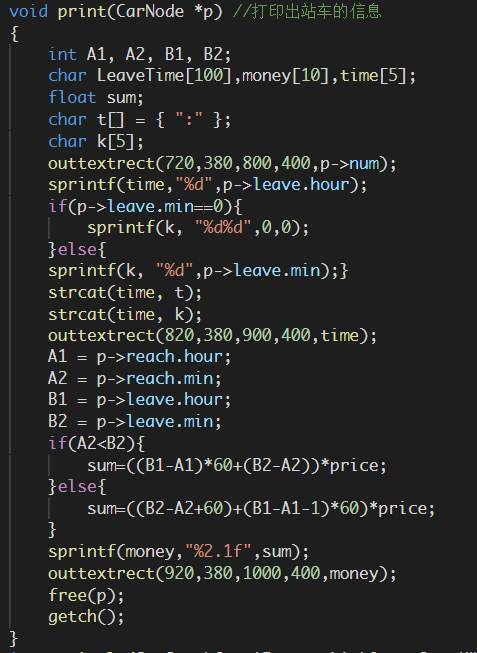 void print(CarNode *p) //打印出站车的信息
{
    int A1, A2, B1, B2;
    char LeaveTime[100],money[10],time[5];
    float sum;
    char t[] = { ":" };
    char k[5];
    outtextrect(720,380,800,400,p->num);
    sprintf(time,"%d",p->leave.hour);
    if(p->leave.min==0){
        sprintf(k, "%d%d",0,0);
    }else{
    sprintf(k, "%d",p->leave.min);}
    strcat(time, t);
    strcat(time, k);
    outtextrect(820,380,900,400,time);
    A1 = p->reach.hour;
    A2 = p->reach.min;
    B1 = p->leave.hour;
    B2 = p->leave.min;
    if(A2<B2){
        sum=((B1-A1)*60+(B2-A2))*price;
    }else{
        sum=((B2-A2+60)+(B1-A1-1)*60)*price;
    }
    sprintf(money,"%2.1f",sum);
    outtextrect(920,380,1000,400,money);
    free(p);
    getch();
}